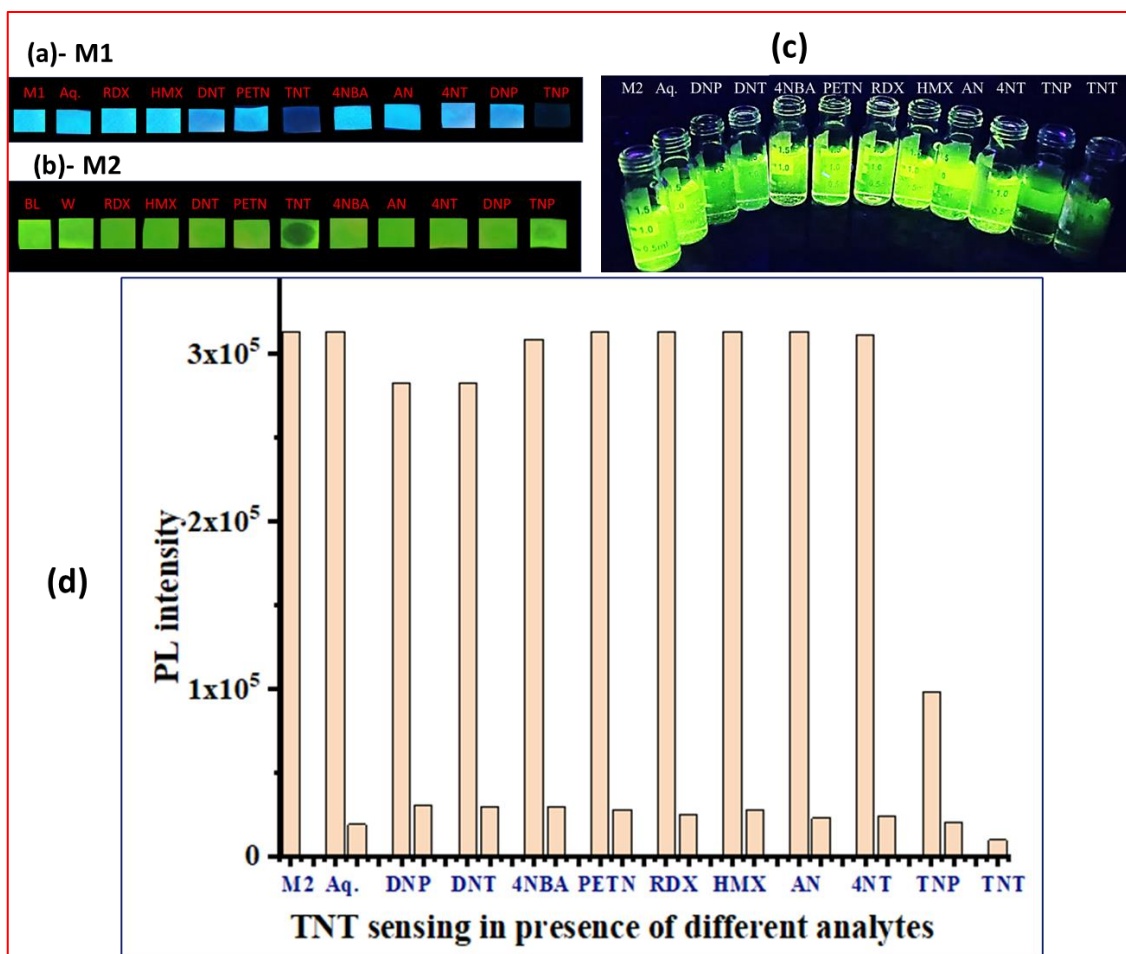 (a)- M1
M1 Aq. RDX HMX DNT PETN TNT 4NBA AN 4NT DNP TNP
(b)- M2
BL W RDX HMX DNT PETN TNT 4NBA AN 4NT DNP TNP
(c)
M2 Aq. DNP DNT 4NBA PETN RDX HMX AN 4NT TNP TNT
(d)
PL intensity
3x10⁵
2x10⁵
1x10⁵
0
M2 Aq. DNP DNT 4NBA PETN RDX HMX AN 4NT TNP TNT
TNT sensing in presence of different analytes